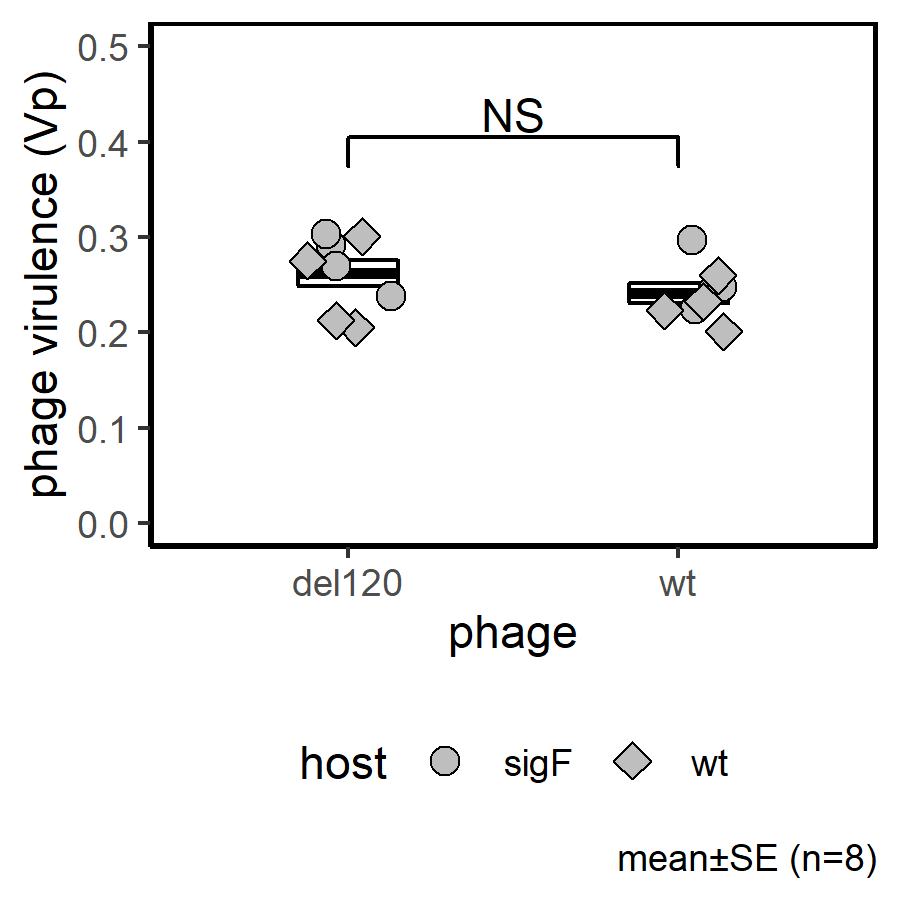 phage virulence (Vp)
0.5
0.4
0.3
0.2
0.1
0.0
NS
del120
wt
phage
host
sigF
wt
mean±SE (n=8)